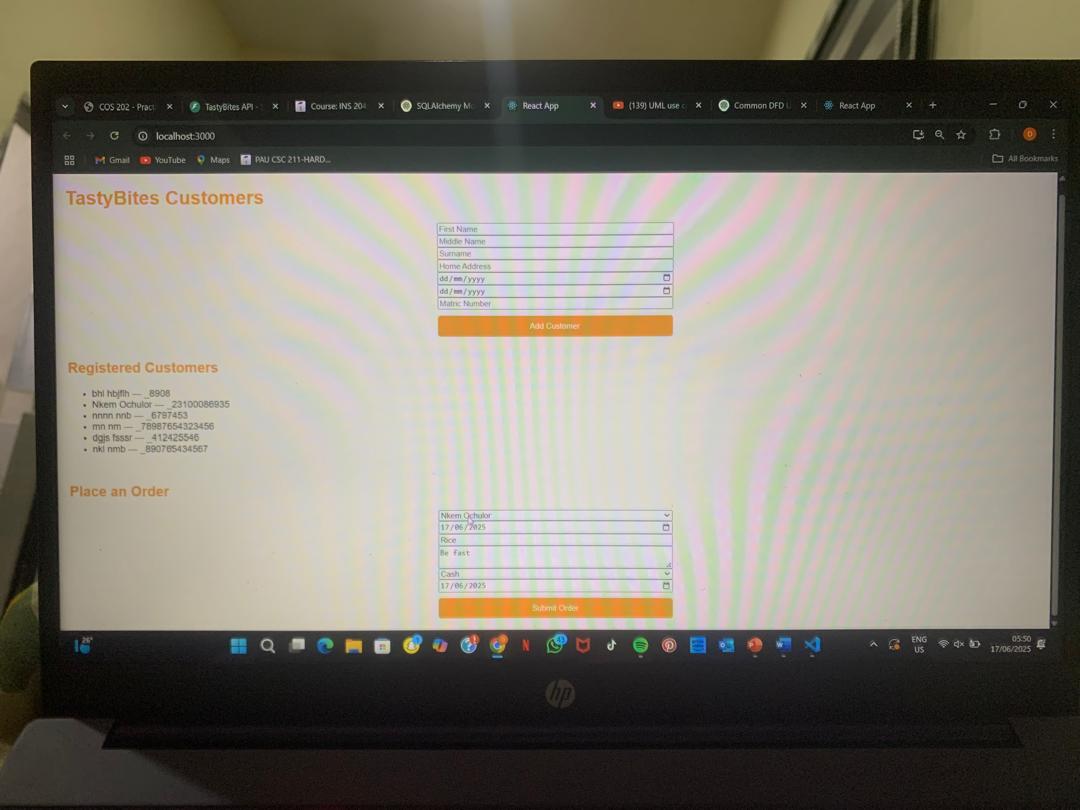 COS 202 - Pract
TastyBites API -
Course: INS 204
SQLAlchemy Mo
React App
(139) UML use c
Common DFD
React App
localhost:3000
Gmail
YouTube
Maps
PAU CSC 211-HARD...
All Bookmarks
TastyBites Customers
First Name
Middle Name
Surname
Home Address
dd/mm/yyyy
dd/mm/yyyy
Matric Number
Add Customer
Registered Customers
bhl hbjflh — _8908
Nkem Ochulor — _23100086935
nnnn nnb — _6797453
mn nm — _78987654323456
dgjs fsssr — _412425546
nkl nmb — _890765434567
Place an Order
Nkem Ochulor
17/06/2025
Rice
Be fast
Cash
17/06/2025
Submit Order
26°
ENG
US
05:50
17/06/2025
hp